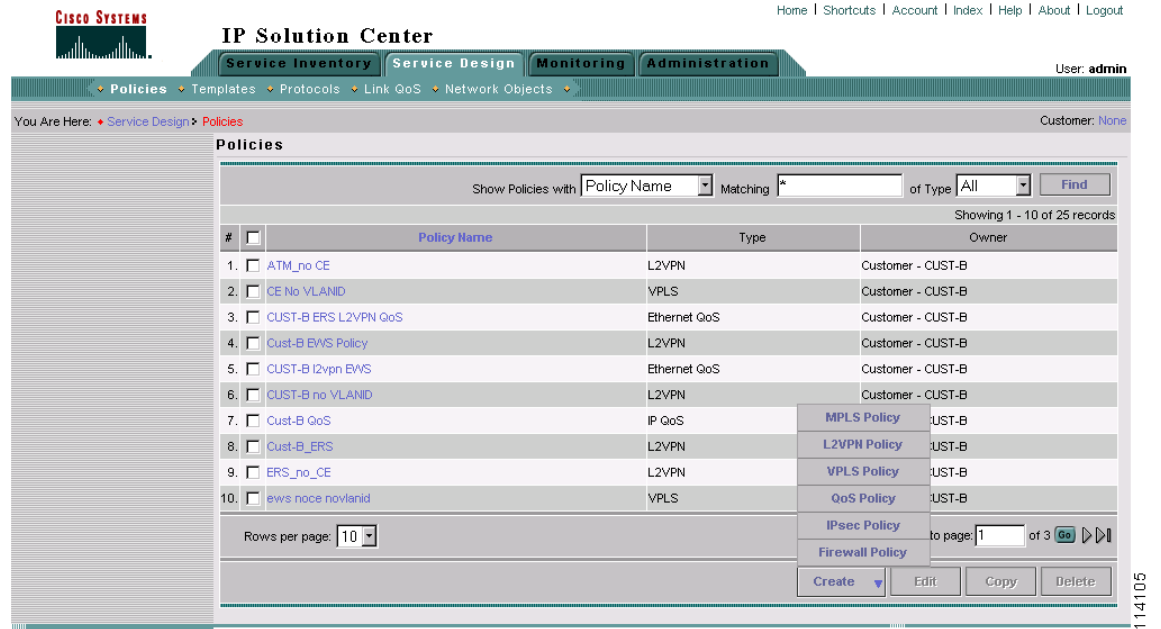 Home | Shortcuts | Account | Index | Help | About | Logout
CISCO SYSTEMS
IP Solution Center
Service Inventory Service Design Monitoring Administration
User: admin
Policies Templates Protocols Link QoS Network Objects
You Are Here: Service Design Policies Customer: None
Policies
Show Policies with Policy Name Matching * of Type All Find
Showing 1 - 10 of 25 records
# Policy Name Type Owner
1. ATM_no CE L2VPN Customer - CUST-B
2. CE No VLANID VPLS Customer - CUST-B
3. CUST-B ERS L2VPN QoS Ethernet QoS Customer - CUST-B
4. Cust-B EWS Policy L2VPN Customer - CUST-B
5. CUST-B l2vpn EWS Ethernet QoS Customer - CUST-B
6. CUST-B no VLANID L2VPN Customer - CUST-B
7. Cust-B QoS IP QoS MPLS Policy CUST-B
8. Cust-B_ERS L2VPN L2VPN Policy CUST-B
9. ERS_no_CE L2VPN VPLS Policy CUST-B
10. ews noce novlanid VPLS QoS Policy CUST-B
IPsec Policy
Rows per page: 10 to page: 1 of 3 Go
Firewall Policy
Create Edit Copy Delete
114105